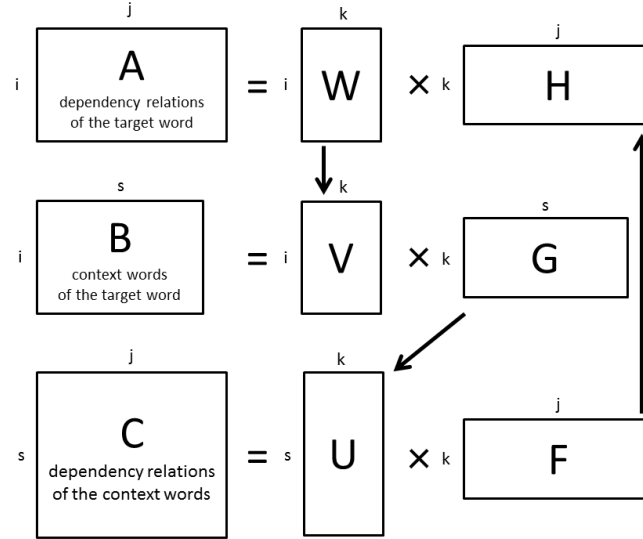 j k
i A = i W × k j H
dependency relations
of the target word
s k
i B = i V × k s G
context words
of the target word
j k
s C = s U × k j F
dependency relations
of the context words